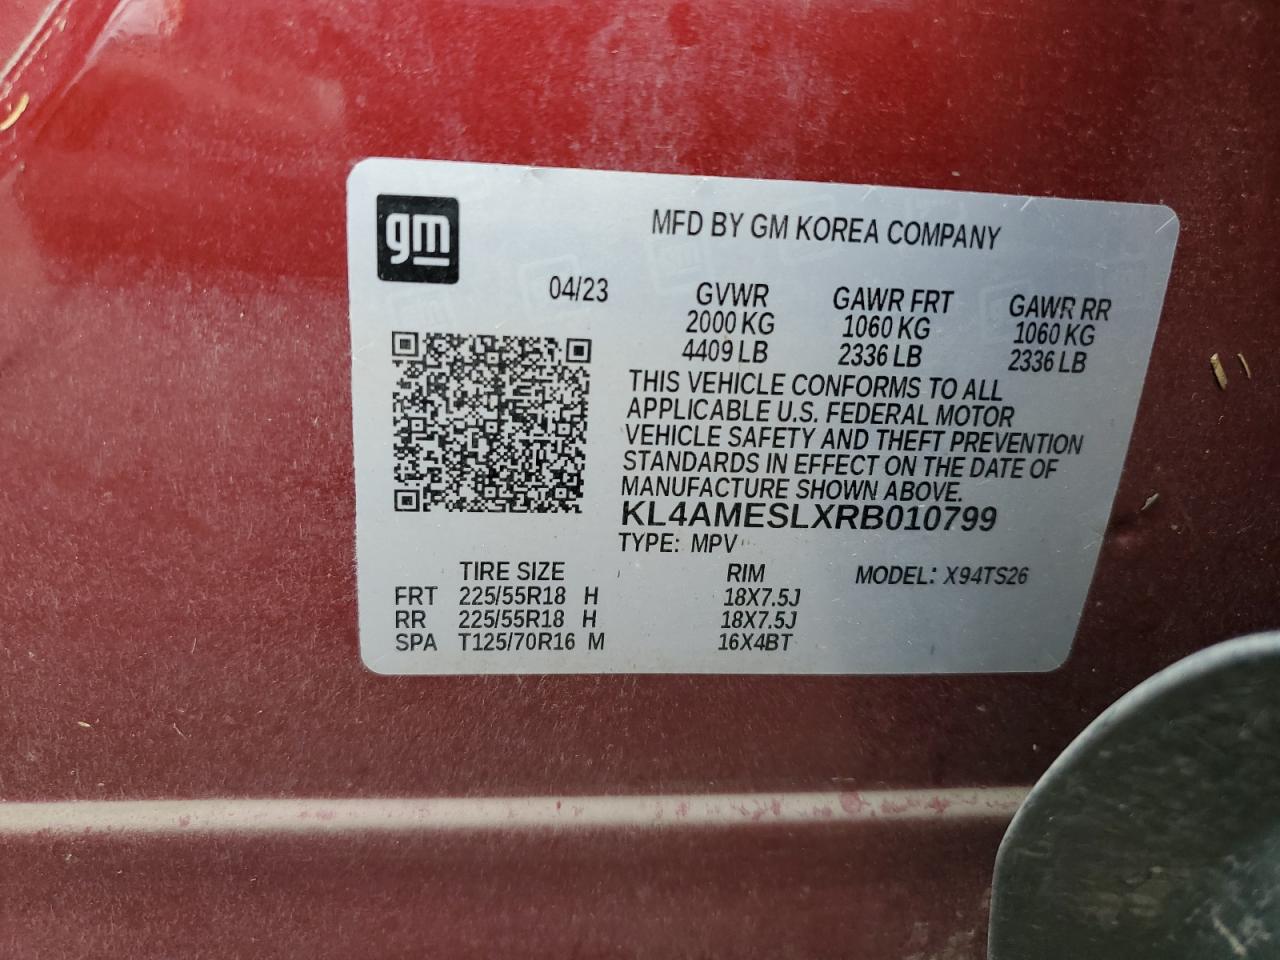 gm
MFD BY GM KOREA COMPANY
04/23 GVWR GAWR FRT GAWR RR
2000 KG 1060 KG 1060 KG
4409 LB 2336 LB 2336 LB
THIS VEHICLE CONFORMS TO ALL
APPLICABLE U.S. FEDERAL MOTOR
VEHICLE SAFETY AND THEFT PREVENTION
STANDARDS IN EFFECT ON THE DATE OF
MANUFACTURE SHOWN ABOVE.
KL4AMESLXRB010799
TYPE: MPV
TIRE SIZE RIM MODEL: X94TS26
FRT 225/55R18 H 18X7.5J
RR 225/55R18 H 18X7.5J
SPA T125/70R16 M 16X4BT